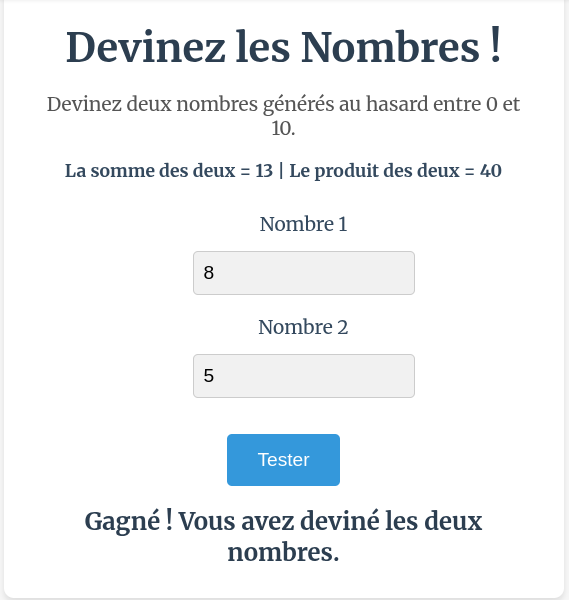 Devinez les Nombres !
Devinez deux nombres générés au hasard entre 0 et
10.
La somme des deux = 13 | Le produit des deux = 40
Nombre 1
8
Nombre 2
5
Tester
Gagné ! Vous avez deviné les deux
nombres.